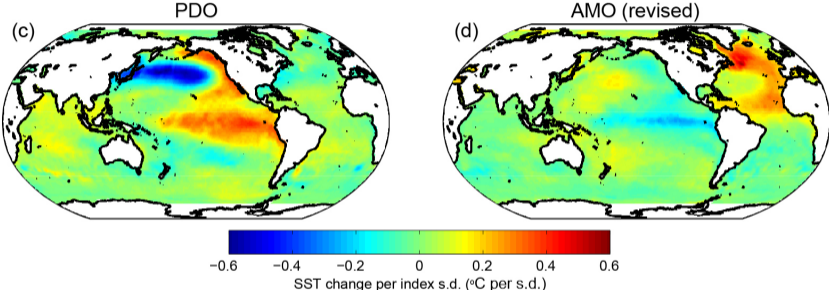 PDO
AMO (revised)
(c)
(d)
−0.6 −0.4 −0.2 0 0.2 0.4 0.6
SST change per index s.d. (°C per s.d.)